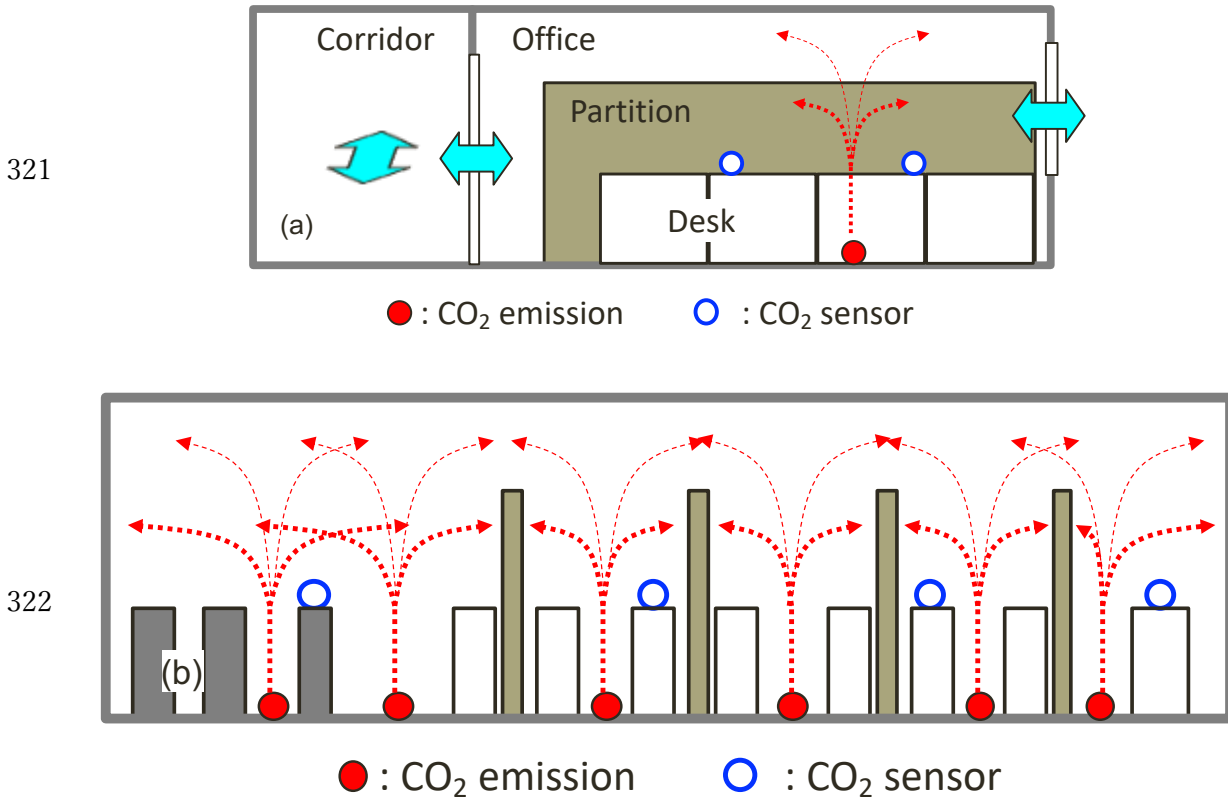 Corridor Office
Partition
321
Desk
(a)
: CO₂ emission : CO₂ sensor
322
(b)
: CO₂ emission : CO₂ sensor